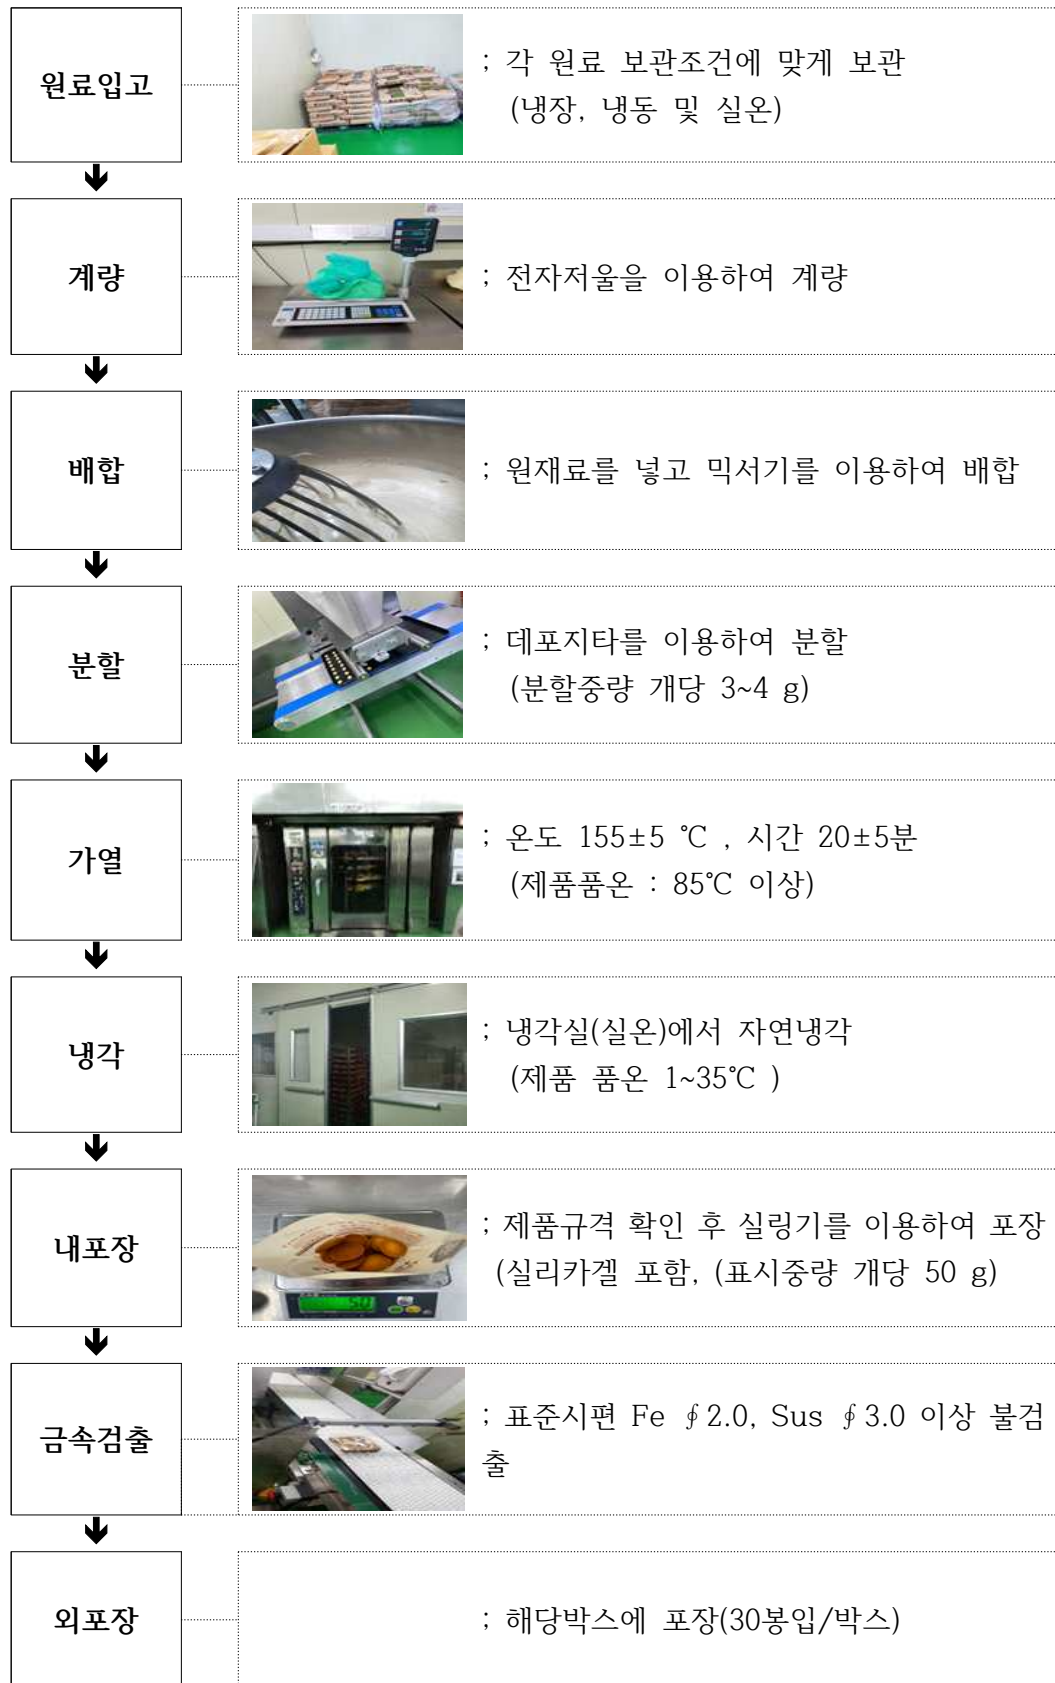 원료입고
; 각 원료 보관조건에 맞게 보관
(냉장, 냉동 및 실온)
계량
; 전자저울을 이용하여 계량
배합
; 원재료를 넣고 믹서기를 이용하여 배합
분할
; 데포지타를 이용하여 분할
(분할중량 개당 3~4 g)
가열
; 온도 155±5 ℃ , 시간 20±5분
(제품품온 : 85℃ 이상)
냉각
; 냉각실(실온)에서 자연냉각
(제품 품온 1~35℃ )
내포장
; 제품규격 확인 후 실링기를 이용하여 포장
(실리카겔 포함, (표시중량 개당 50 g)
50
금속검출
; 표준시편 Fe ∮2.0, Sus ∮3.0 이상 불검
출
외포장
; 해당박스에 포장(30봉입/박스)